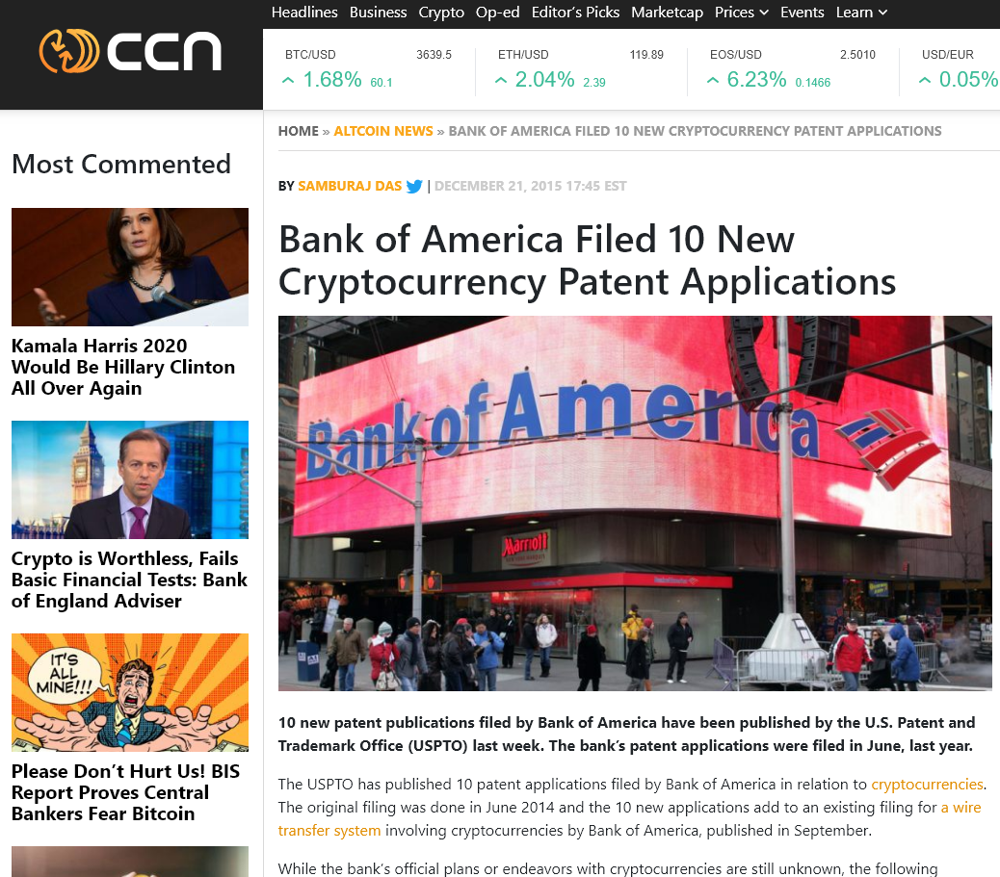 ccn
Headlines Business Crypto Op-ed Editor's Picks Marketcap Prices Events Learn
BTC/USD 3639.5
1.68% 60.1
ETH/USD 119.89
2.04% 2.39
EOS/USD 2.5010
6.23% 0.1466
USD/EUR
0.05%
Most Commented
Kamala Harris 2020
Would Be Hillary Clinton
All Over Again
Crypto is Worthless, Fails
Basic Financial Tests: Bank
of England Adviser
IT'S
ALL
MINE!!!
Please Don't Hurt Us! BIS
Report Proves Central
Bankers Fear Bitcoin
HOME » ALTCOIN NEWS » BANK OF AMERICA FILED 10 NEW CRYPTOCURRENCY PATENT APPLICATIONS
BY SAMBURAJ DAS | DECEMBER 21, 2015 17:45 EST
Bank of America Filed 10 New
Cryptocurrency Patent Applications
Bank of America
Marriott
10 new patent publications filed by Bank of America have been published by the U.S. Patent and
Trademark Office (USPTO) last week. The bank's patent applications were filed in June, last year.
The USPTO has published 10 patent applications filed by Bank of America in relation to cryptocurrencies.
The original filing was done in June 2014 and the 10 new applications add to an existing filing for a wire
transfer system involving cryptocurrencies by Bank of America, published in September.
While the bank's official plans or endeavors with cryptocurrencies are still unknown, the following